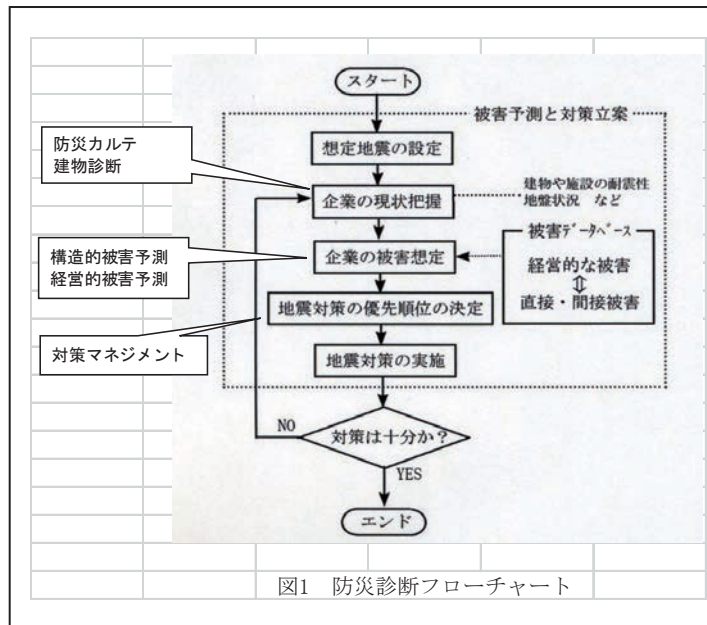 スタート
被害予測と対策立案
想定地震の設定
防災カルテ
建物診断
企業の現状把握
建物や施設の耐震性
地盤状況 など
構造的被害予測
経営的被害予測
企業の被害想定
被害データベース
経営的な被害
⇕
直接・間接被害
地震対策の優先順位の決定
対策マネジメント
地震対策の実施
対策は十分か?
NO
YES
エンド
図1 防災診断フローチャート